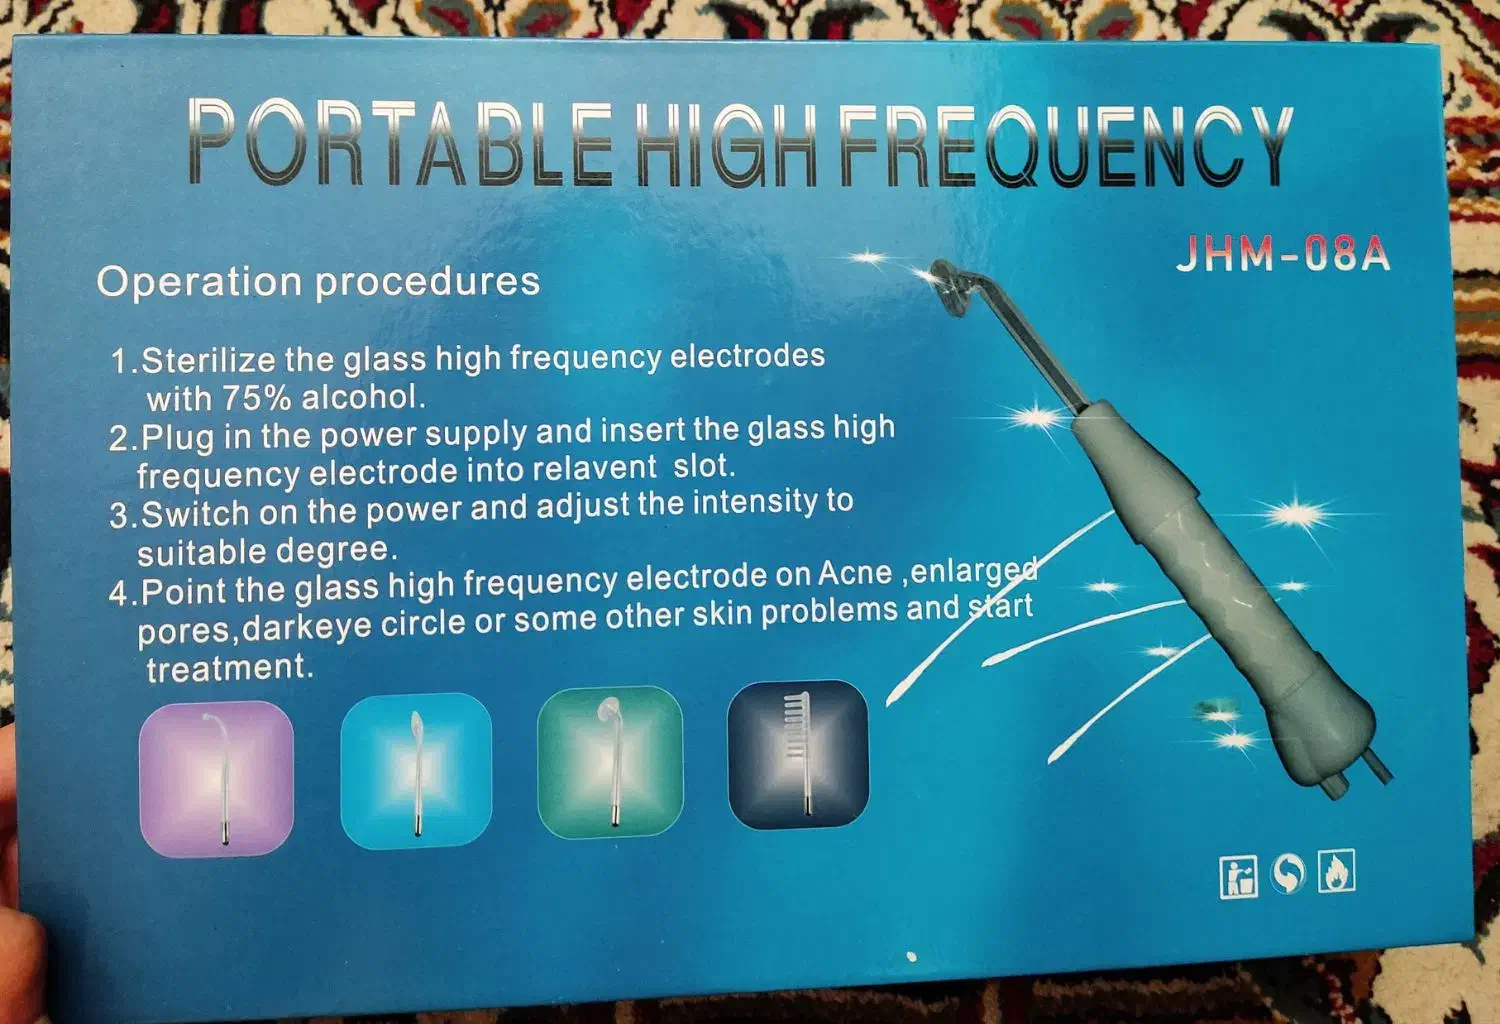 PORTABLE HIGH FREQUENCY
JHM-08A
Operation procedures
1.Sterilize the glass high frequency electrodes
with 75% alcohol.
2.Plug in the power supply and insert the glass high
frequency electrode into relavent slot.
3.Switch on the power and adjust the intensity to
suitable degree.
4.Point the glass high frequency electrode on Acne ,enlarged
pores,darkeye circle or some other skin problems and start
treatment.